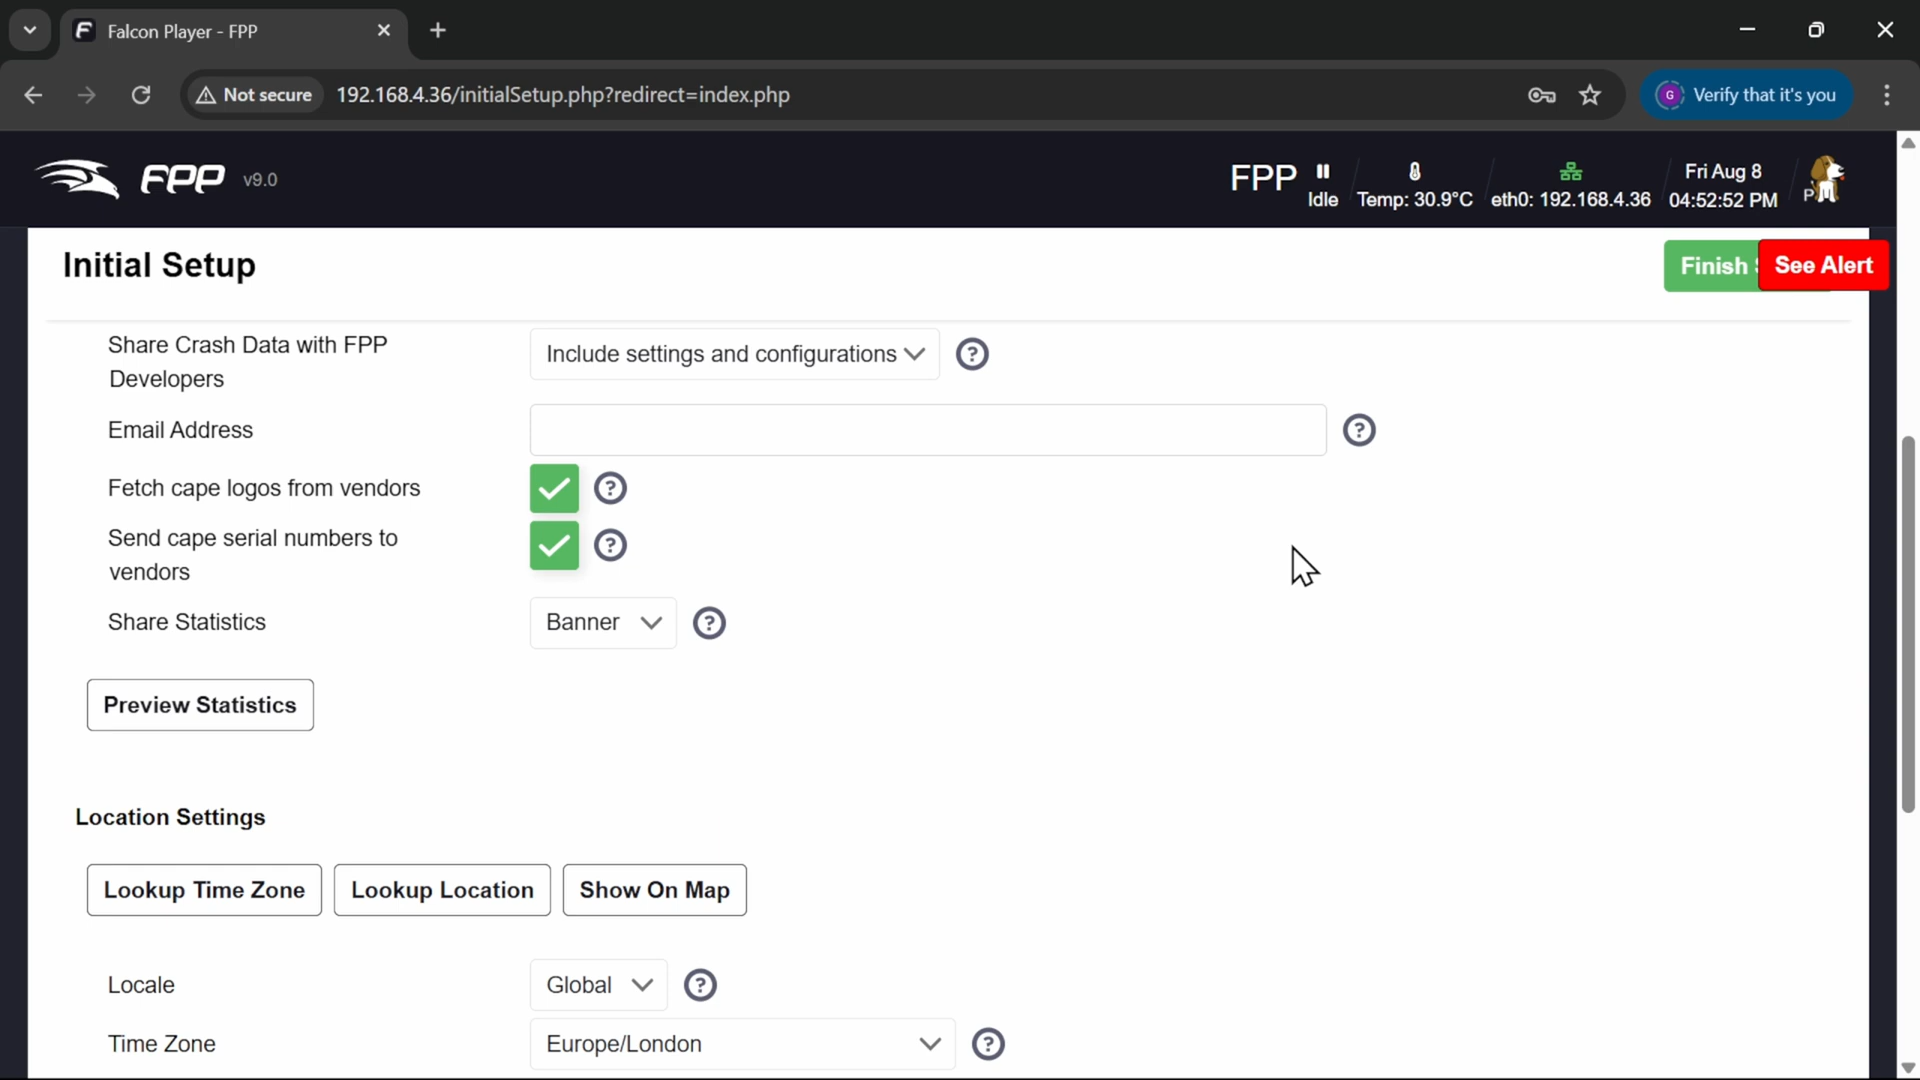 Falcon Player - FPP
Not secure 192.168.4.36/initialSetup.php?redirect=index.php
G Verify that it's you
FPP v9.0
FPP
Idle
Temp: 30.9°C
eth0: 192.168.4.36
Fri Aug 8
04:52:52 PM
P
Initial Setup
Finish
See Alert
Share Crash Data with FPP
Developers
Include settings and configurations
Email Address
Fetch cape logos from vendors
Send cape serial numbers to
vendors
Share Statistics
Banner
Preview Statistics
Location Settings
Lookup Time Zone
Lookup Location
Show On Map
Locale
Global
Time Zone
Europe/London